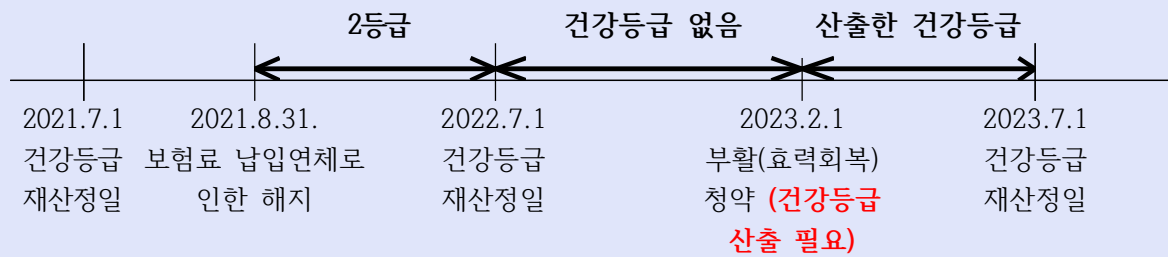 2등급 건강등급 없음 산출한 건강등급
2021.7.1 2021.8.31. 2022.7.1 2023.2.1 2023.7.1
건강등급 보험료 납입연체로 건강등급 부활(효력회복) 건강등급
재산정일 인한 해지 재산정일 청약 (건강등급 재산정일
산출 필요)